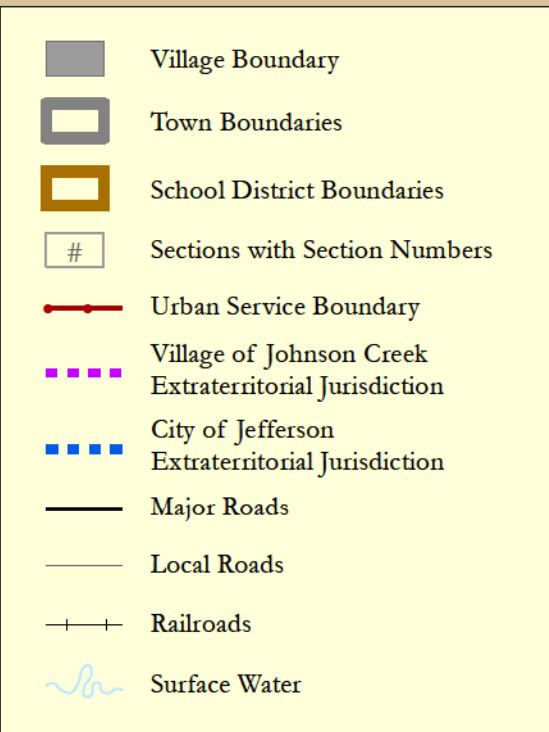 Village Boundary
Town Boundaries
School District Boundaries
# Sections with Section Numbers
Urban Service Boundary
Village of Johnson Creek
Extraterritorial Jurisdiction
City of Jefferson
Extraterritorial Jurisdiction
Major Roads
Local Roads
Railroads
Surface Water